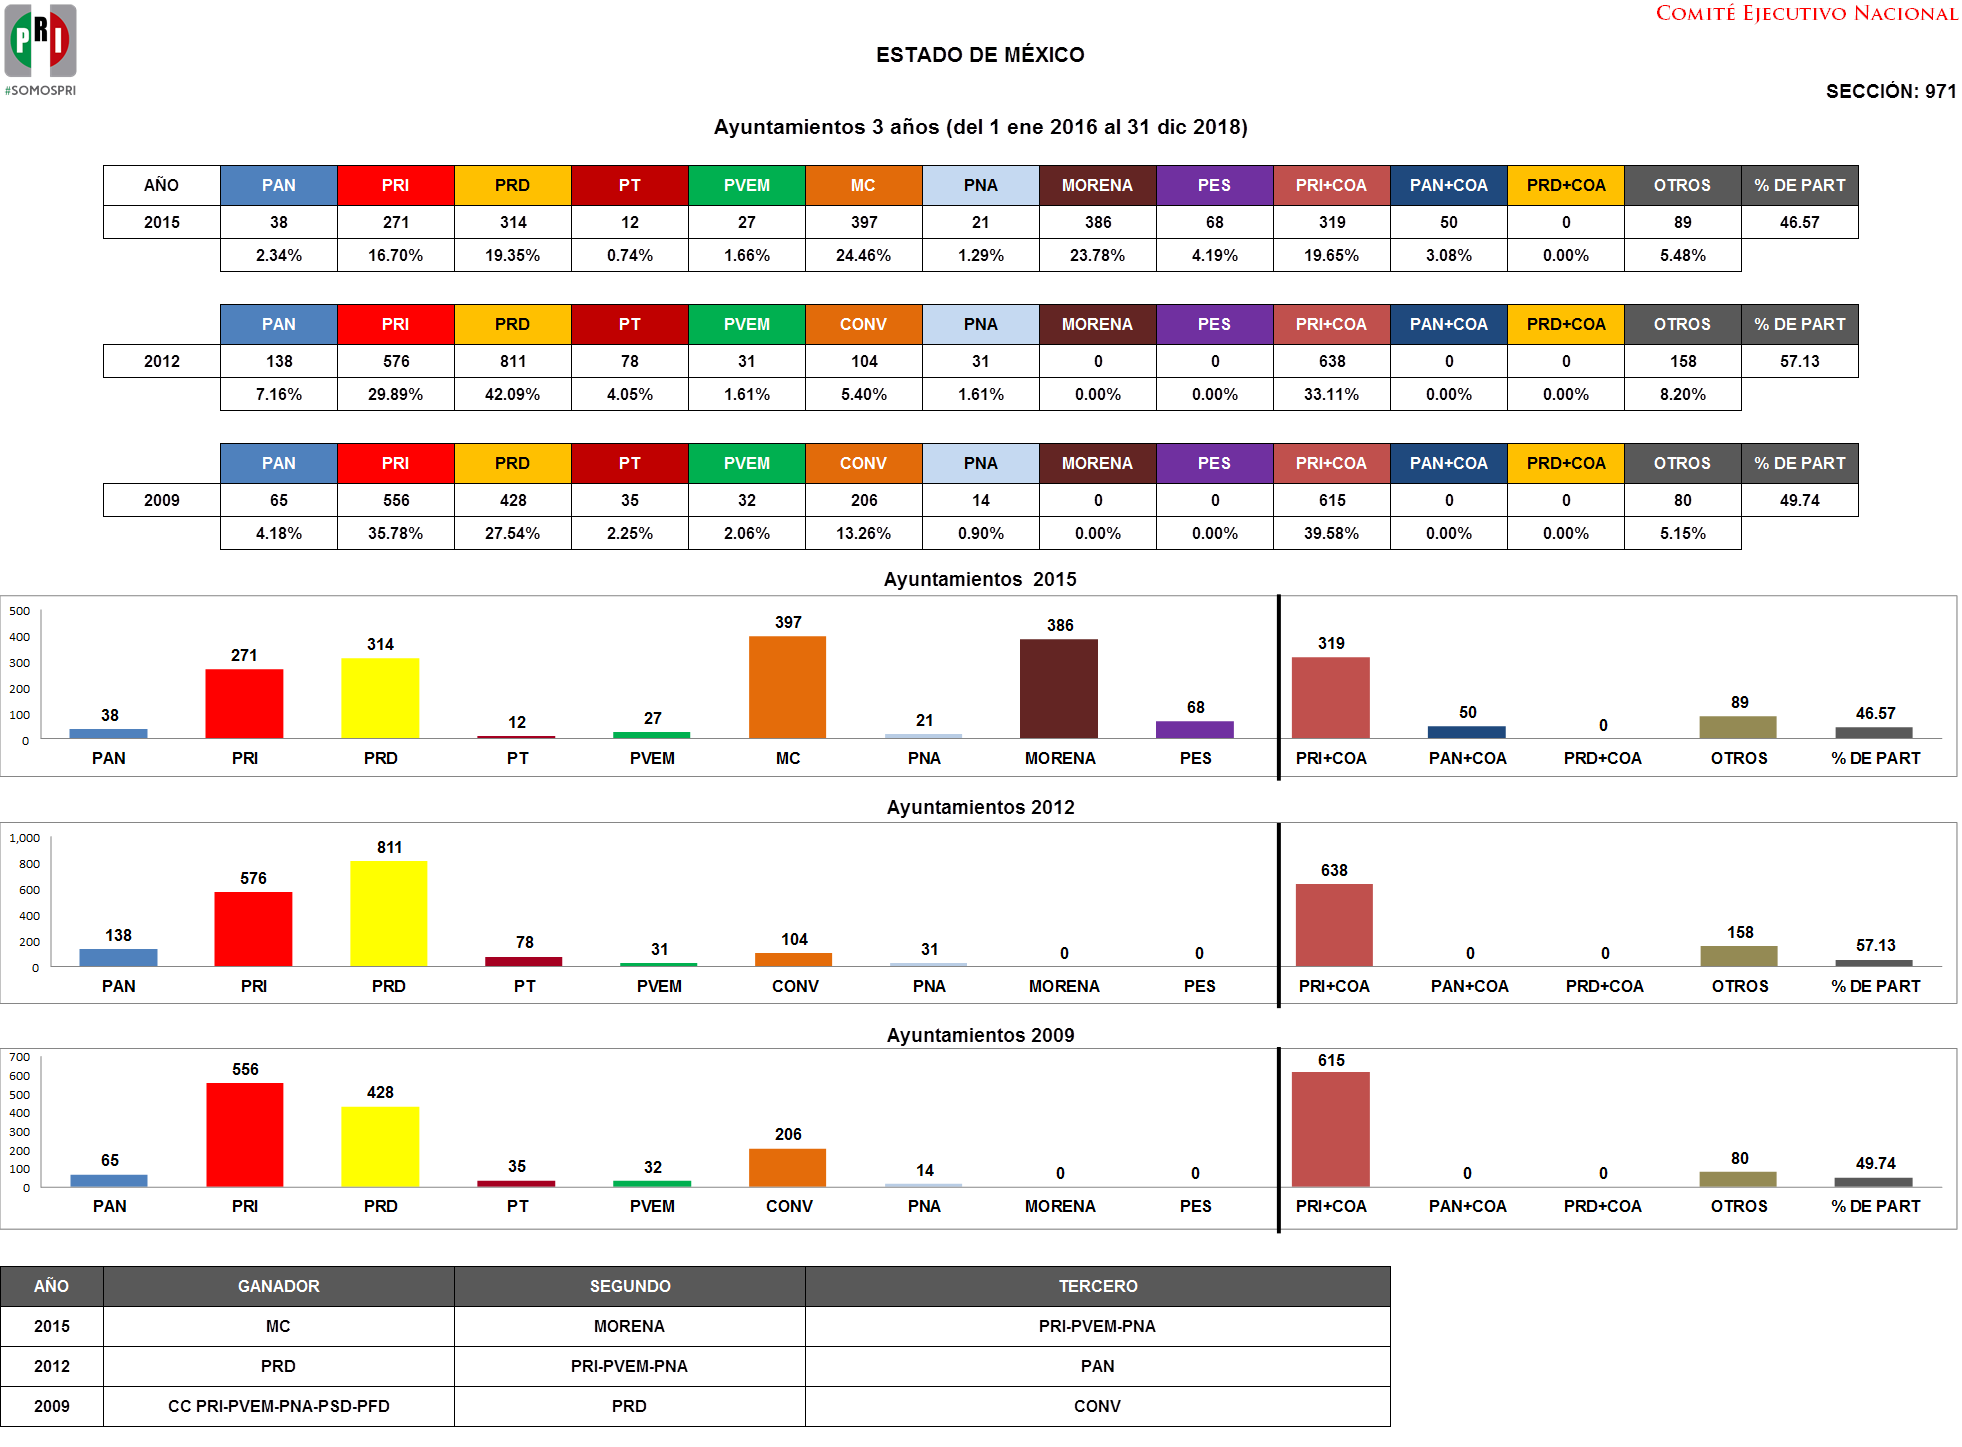 COMITÉ EJECUTIVO NACIONAL
PRI
#SOMOSPRI
ESTADO DE MÉXICO
SECCIÓN: 971
Ayuntamientos 3 años (del 1 ene 2016 al 31 dic 2018)
AÑO PAN PRI PRD PT PVEM MC PNA MORENA PES PRI+COA PAN+COA PRD+COA OTROS % DE PART
2015 38 271 314 12 27 397 21 386 68 319 50 0 89 46.57
2.34% 16.70% 19.35% 0.74% 1.66% 24.46% 1.29% 23.78% 4.19% 19.65% 3.08% 0.00% 5.48%
PAN PRI PRD PT PVEM CONV PNA MORENA PES PRI+COA PAN+COA PRD+COA OTROS % DE PART
2012 138 576 811 78 31 104 31 0 0 638 0 0 158 57.13
7.16% 29.89% 42.09% 4.05% 1.61% 5.40% 1.61% 0.00% 0.00% 33.11% 0.00% 0.00% 8.20%
PAN PRI PRD PT PVEM CONV PNA MORENA PES PRI+COA PAN+COA PRD+COA OTROS % DE PART
2009 65 556 428 35 32 206 14 0 0 615 0 0 80 49.74
4.18% 35.78% 27.54% 2.25% 2.06% 13.26% 0.90% 0.00% 0.00% 39.58% 0.00% 0.00% 5.15%
Ayuntamientos 2015
500
400
300
200
100
0
38 271 314 12 27 397 21 386 68 319 50 0 89 46.57
PAN PRI PRD PT PVEM MC PNA MORENA PES PRI+COA PAN+COA PRD+COA OTROS % DE PART
Ayuntamientos 2012
1,000
800
600
400
200
0
138 576 811 78 31 104 31 0 0 638 0 0 158 57.13
PAN PRI PRD PT PVEM CONV PNA MORENA PES PRI+COA PAN+COA PRD+COA OTROS % DE PART
Ayuntamientos 2009
700
600
500
400
300
200
100
0
65 556 428 35 32 206 14 0 0 615 0 0 80 49.74
PAN PRI PRD PT PVEM CONV PNA MORENA PES PRI+COA PAN+COA PRD+COA OTROS % DE PART
AÑO GANADOR SEGUNDO TERCERO
2015 MC MORENA PRI-PVEM-PNA
2012 PRD PRI-PVEM-PNA PAN
2009 CC PRI-PVEM-PNA-PSD-PFD PRD CONV